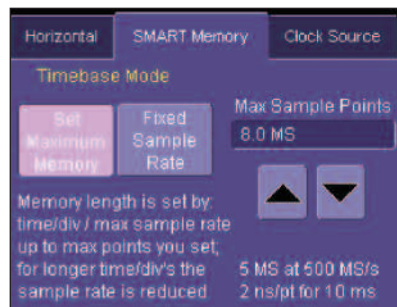 Horizontal
SMART Memory
Clock Source
Timebase Mode
Set
Maximum
Memory
Fixed
Sample
Rate
Max Sample Points
8.0 MS
Memory length is set by:
time/div / max sample rate
up to max points you set;
for longer time/div's the
sample rate is reduced
5 MS at 500 MS/s
2 ns/pt for 10 ms